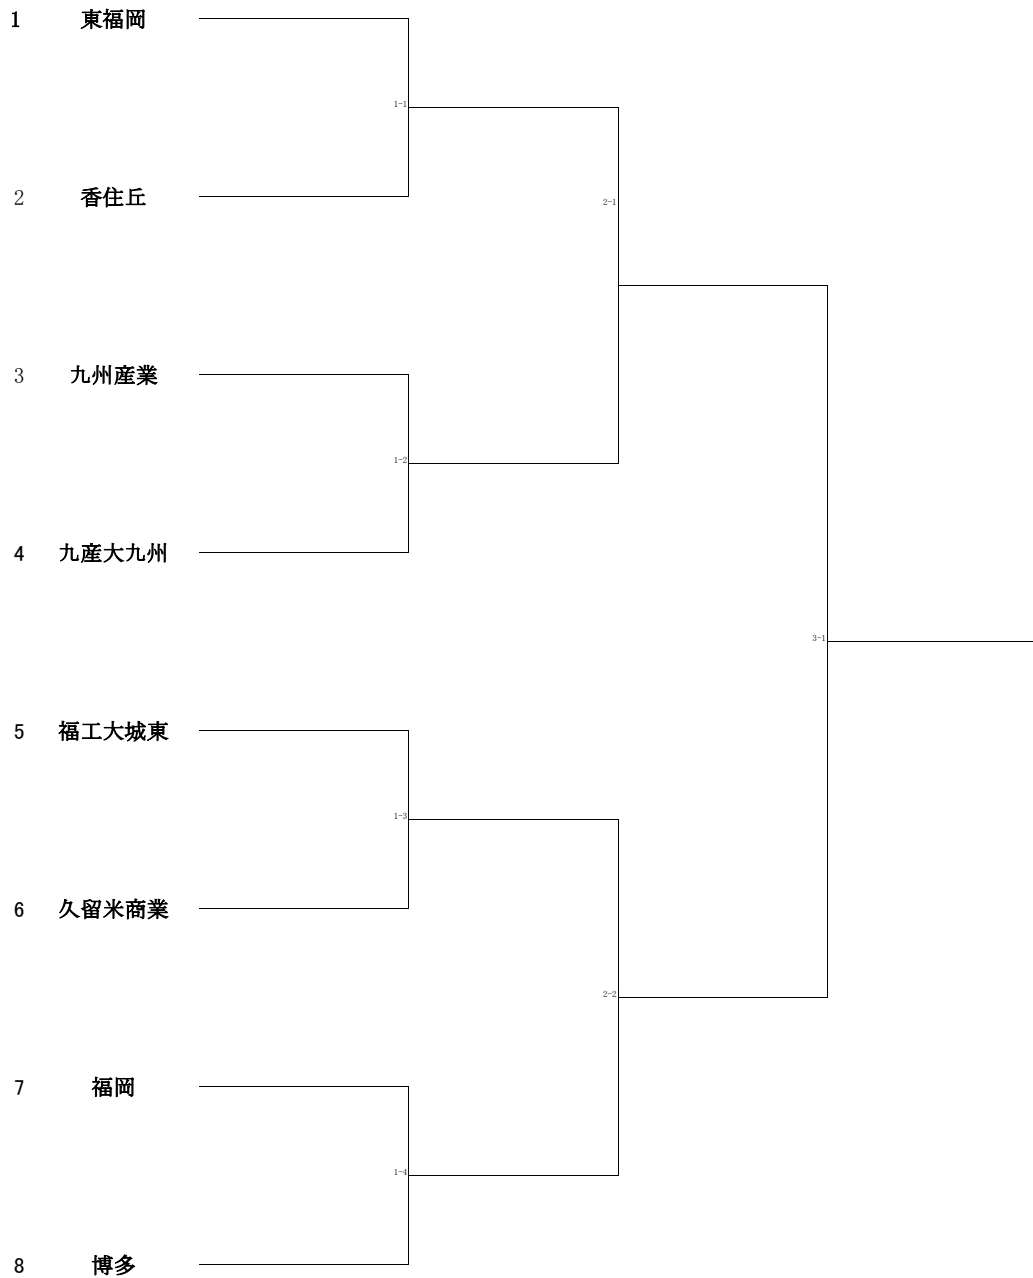 1 東福岡
1-1
2 香住丘
2-1
3 九州産業
1-2
4 九産大九州
3-1
5 福工大城東
1-3
6 久留米商業
2-2
7 福岡
1-4
8 博多